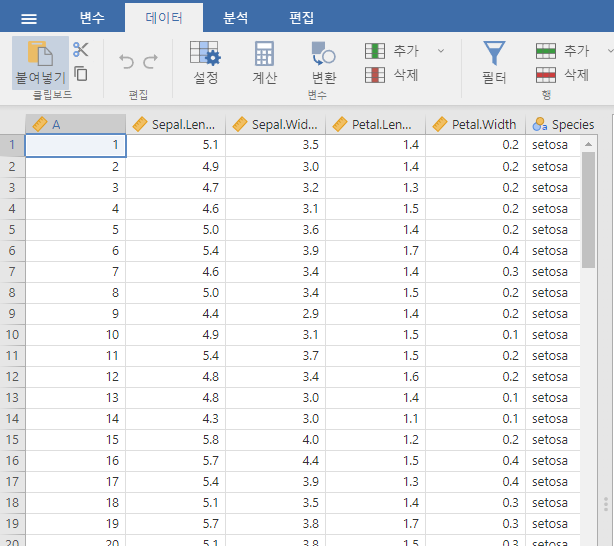 변수 데이터 분석 편집
붙여넣기 설정 계산 변환 추가 삭제 필터 추가 삭제
클립보드 편집 변수 행
A Sepal.Len... Sepal.Wid... Petal.Len... Petal.Width Species
1 1 5.1 3.5 1.4 0.2 setosa
2 2 4.9 3.0 1.4 0.2 setosa
3 3 4.7 3.2 1.3 0.2 setosa
4 4 4.6 3.1 1.5 0.2 setosa
5 5 5.0 3.6 1.4 0.2 setosa
6 6 5.4 3.9 1.7 0.4 setosa
7 7 4.6 3.4 1.4 0.3 setosa
8 8 5.0 3.4 1.5 0.2 setosa
9 9 4.4 2.9 1.4 0.2 setosa
10 10 4.9 3.1 1.5 0.1 setosa
11 11 5.4 3.7 1.5 0.2 setosa
12 12 4.8 3.4 1.6 0.2 setosa
13 13 4.8 3.0 1.4 0.1 setosa
14 14 4.3 3.0 1.1 0.1 setosa
15 15 5.8 4.0 1.2 0.2 setosa
16 16 5.7 4.4 1.5 0.4 setosa
17 17 5.4 3.9 1.3 0.4 setosa
18 18 5.1 3.5 1.4 0.3 setosa
19 19 5.7 3.8 1.7 0.3 setosa
20 20 5.1 3.8 1.5 0.3 setosa